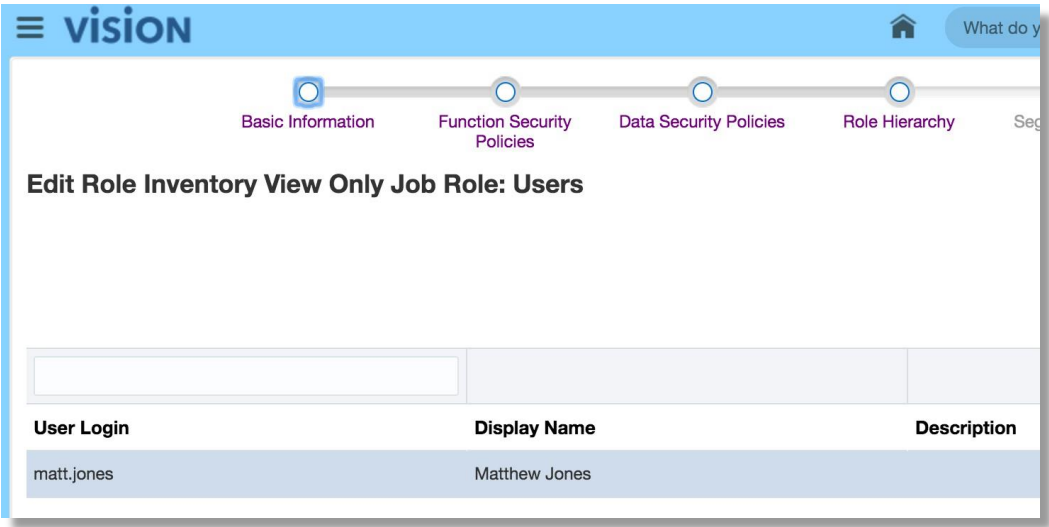 vision
What do y
Basic Information
Function Security
Policies
Data Security Policies
Role Hierarchy
Seg
Edit Role Inventory View Only Job Role: Users
User Login Display Name Description
matt.jones Matthew Jones